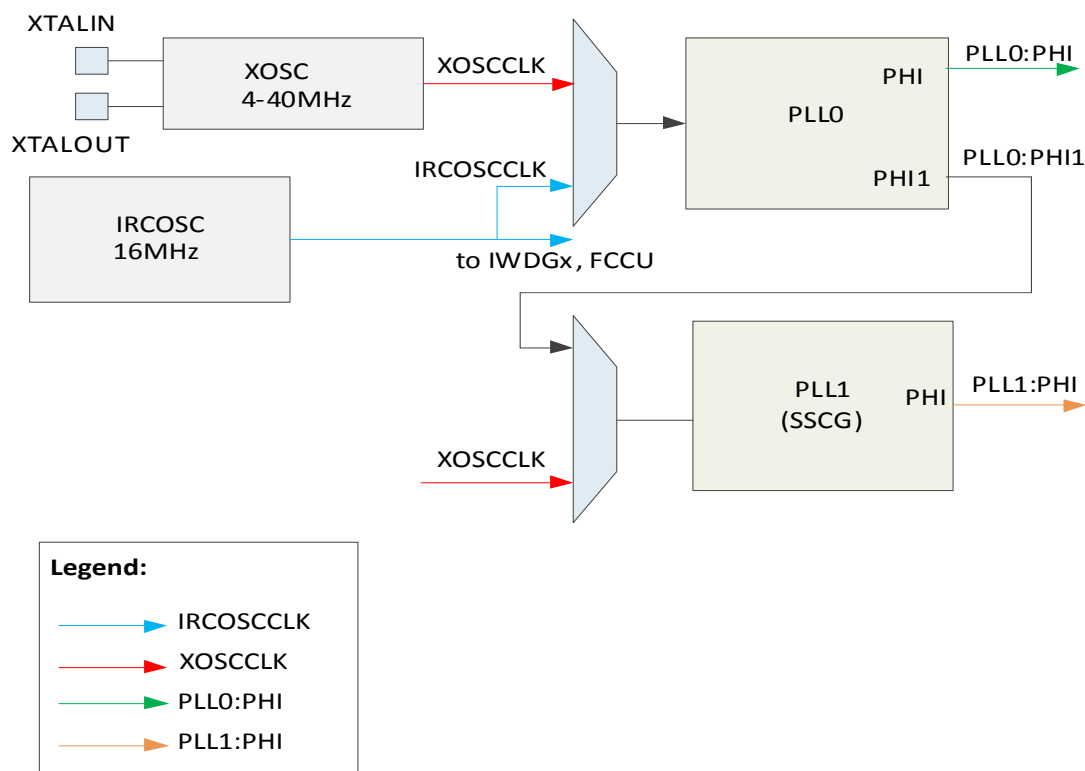 XTALIN
XTALOUT
XOSC
4-40MHz
XOSCCLK
IRCOSCCLK
IRCOSC
16MHz
to IWDGx, FCCU
PLL0
PHI
PHI1
PLL0:PHI
PLL0:PHI1
XOSCCLK
PLL1
(SSCG)
PHI
PLL1:PHI
Legend:
IRCOSCCLK
XOSCCLK
PLL0:PHI
PLL1:PHI